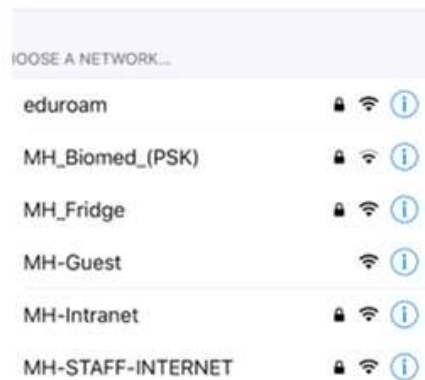 OOSE A NETWORK...
eduroam
MH_Biomed_(PSK)
MH_Fridge
MH-Guest
MH-Intranet
MH-STAFF-INTERNET